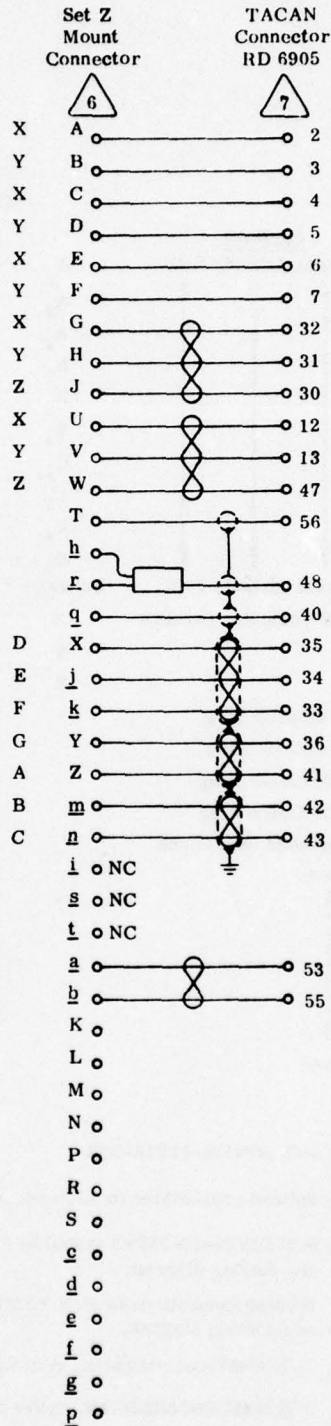 Set Z TACAN
Mount Connector
Connector RD 6905
6 7
X A 2
Y B 3
X C 4
Y D 5
X E 6
Y F 7
X G 32
Y H 31
Z J 30
X U 12
Y V 13
Z W 47
T 56
h
r 48
q 40
D X 35
E j 34
F k 33
G Y 36
A Z 41
B m 42
C n 43
i NC
s NC
t NC
a 53
b 55
K
L
M
N
P
R
S
c
d
e
f
g
p